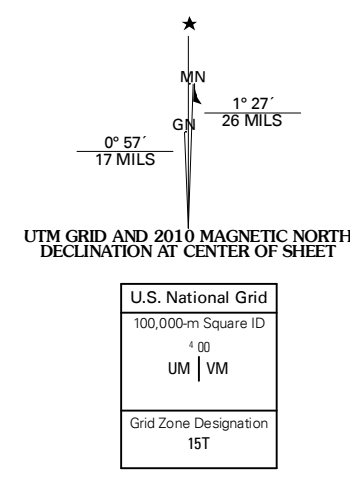 ★
MN
1° 27´
26 MILS
GN
0° 57´
17 MILS
UTM GRID AND 2010 MAGNETIC NORTH
DECLINATION AT CENTER OF SHEET
U.S. National Grid
100,000-m Square ID
4 00
UM | VM
Grid Zone Designation
15T